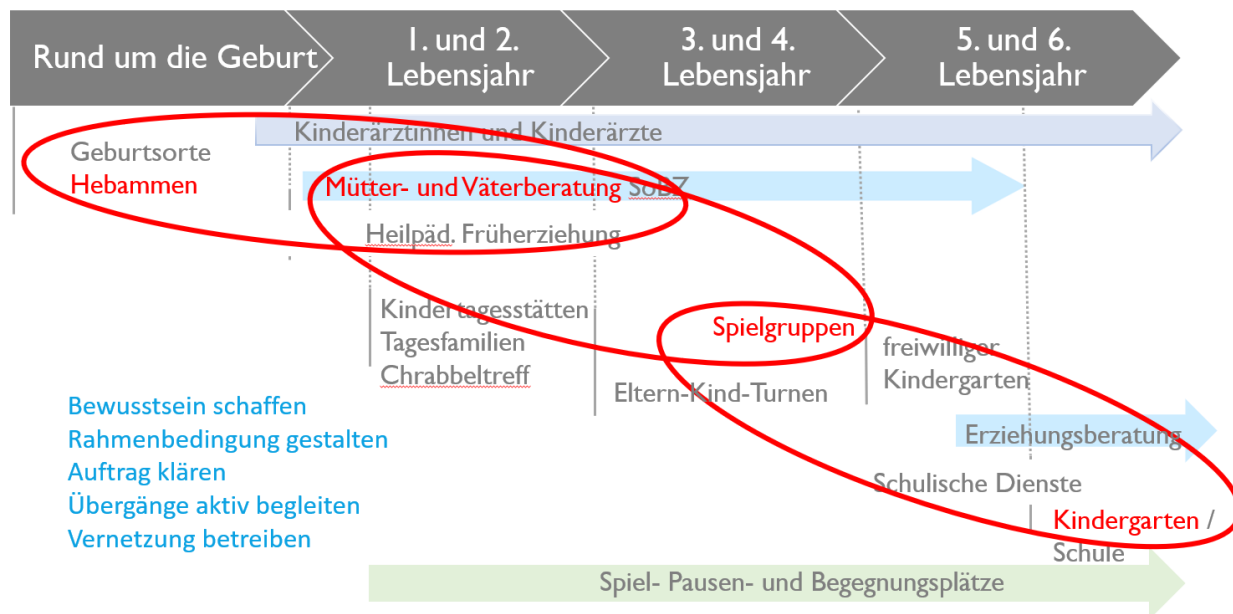 Rund um die Geburt
1. und 2.
Lebensjahr
3. und 4.
Lebensjahr
5. und 6.
Lebensjahr
Kinderärztinnen und Kinderärzte
Geburtsorte
Hebammen
Mütter- und Väterberatung SoBZ
Heilpäd. Früherziehung
Kindertagesstätten
Tagesfamilien
Chrabbeltreff
Spielgruppen
Eltern-Kind-Turnen
freiwilliger
Kindergarten
Erziehungsberatung
Schulische Dienste
Kindergarten /
Schule
Bewusstsein schaffen
Rahmenbedingung gestalten
Auftrag klären
Übergänge aktiv begleiten
Vernetzung betreiben
Spiel- Pausen- und Begegnungsplätze